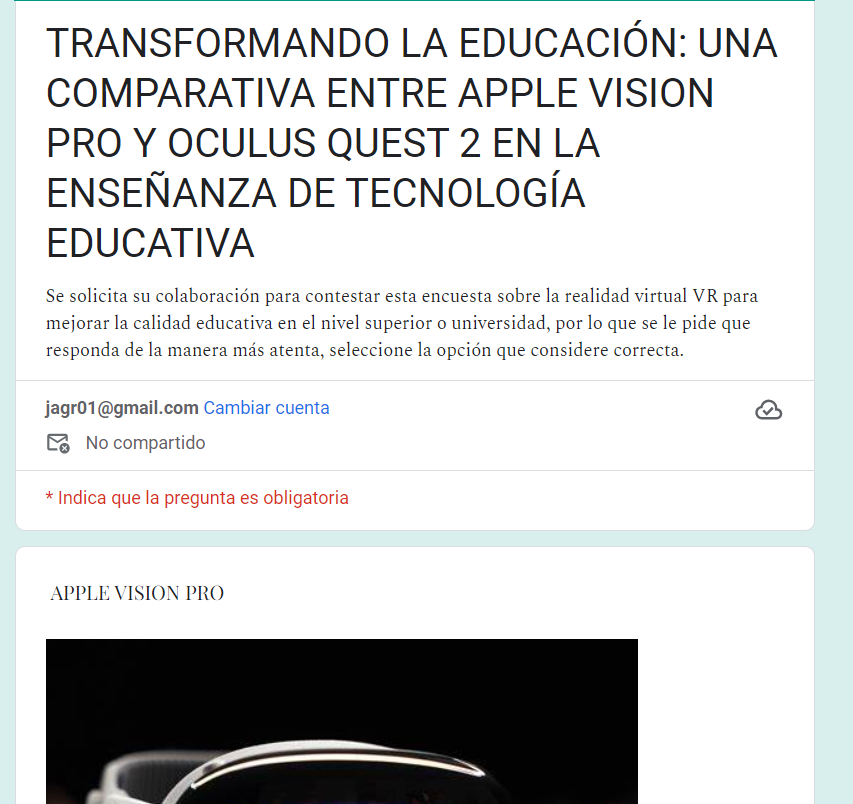 TRANSFORMANDO LA EDUCACIÓN: UNA
COMPARATIVA ENTRE APPLE VISION
PRO Y OCULUS QUEST 2 EN LA
ENSEÑANZA DE TECNOLOGÍA
EDUCATIVA
Se solicita su colaboración para contestar esta encuesta sobre la realidad virtual VR para
mejorar la calidad educativa en el nivel superior o universidad, por lo que se le pide que
responda de la manera más atenta, seleccione la opción que considere correcta.
jagr01@gmail.com Cambiar cuenta
No compartido
* Indica que la pregunta es obligatoria
APPLE VISION PRO